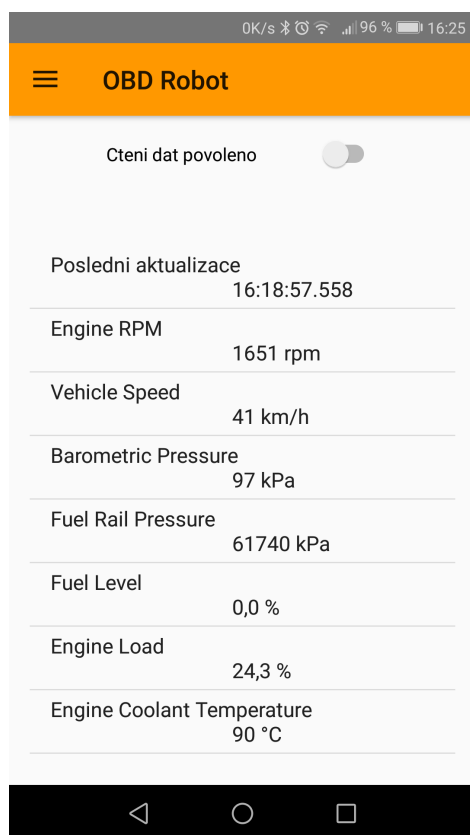 0K/s 96 % 16:25
OBD Robot
Cteni dat povoleno
Posledni aktualizace
16:18:57.558
Engine RPM
1651 rpm
Vehicle Speed
41 km/h
Barometric Pressure
97 kPa
Fuel Rail Pressure
61740 kPa
Fuel Level
0,0 %
Engine Load
24,3 %
Engine Coolant Temperature
90 °C